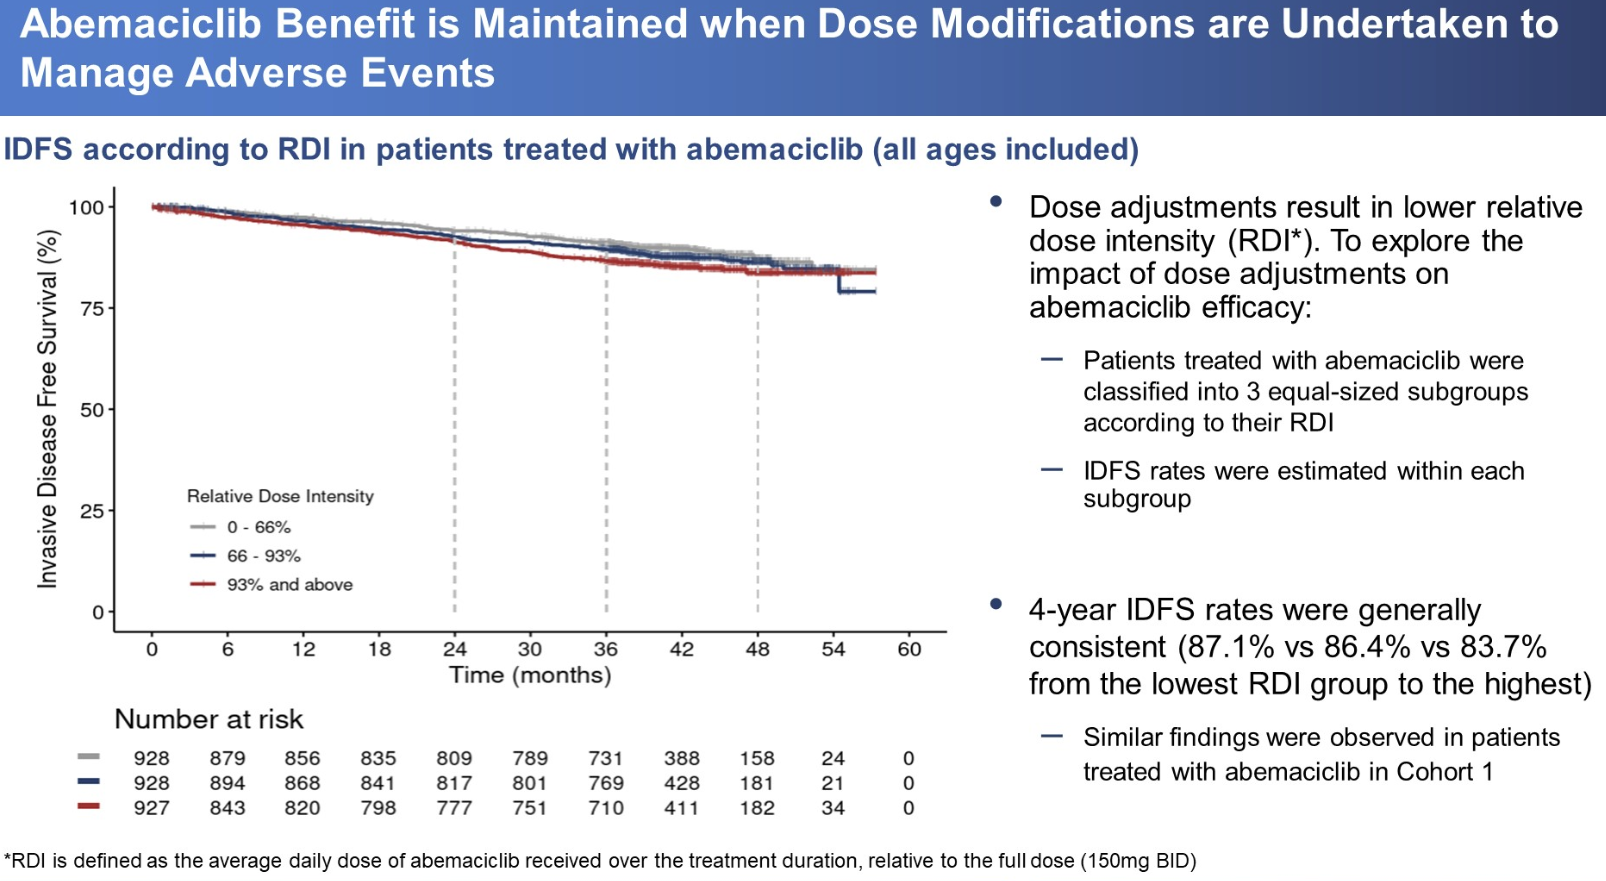 Abemaciclib Benefit is Maintained when Dose Modifications are Undertaken to
Manage Adverse Events
IDFS according to RDI in patients treated with abemaciclib (all ages included)
Invasive Disease Free Survival (%)
100
75
50
25
0
Relative Dose Intensity
0 - 66%
66 - 93%
93% and above
0 6 12 18 24 30 36 42 48 54 60
Time (months)
Number at risk
928 879 856 835 809 789 731 388 158 24 0
928 894 868 841 817 801 769 428 181 21 0
927 843 820 798 777 751 710 411 182 34 0
• Dose adjustments result in lower relative
dose intensity (RDI*). To explore the
impact of dose adjustments on
abemaciclib efficacy:
— Patients treated with abemaciclib were
classified into 3 equal-sized subgroups
according to their RDI
— IDFS rates were estimated within each
subgroup
• 4-year IDFS rates were generally
consistent (87.1% vs 86.4% vs 83.7%
from the lowest RDI group to the highest)
— Similar findings were observed in patients
treated with abemaciclib in Cohort 1
*RDI is defined as the average daily dose of abemaciclib received over the treatment duration, relative to the full dose (150mg BID)